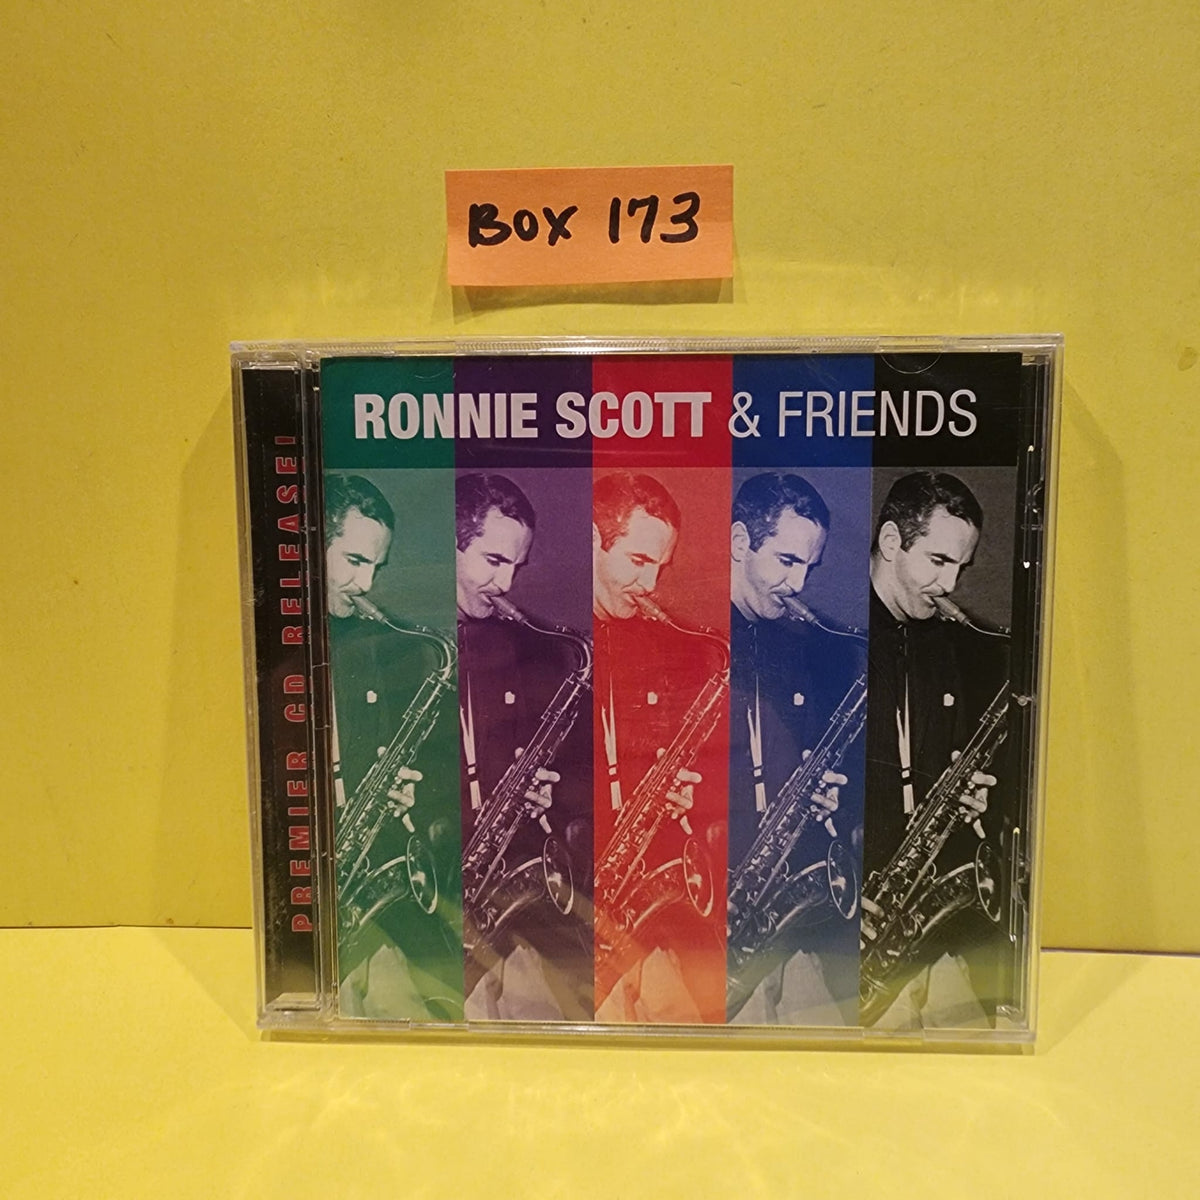 BOX 173
RONNIE SCOTT & FRIENDS
PREMIER CD RELEASE!